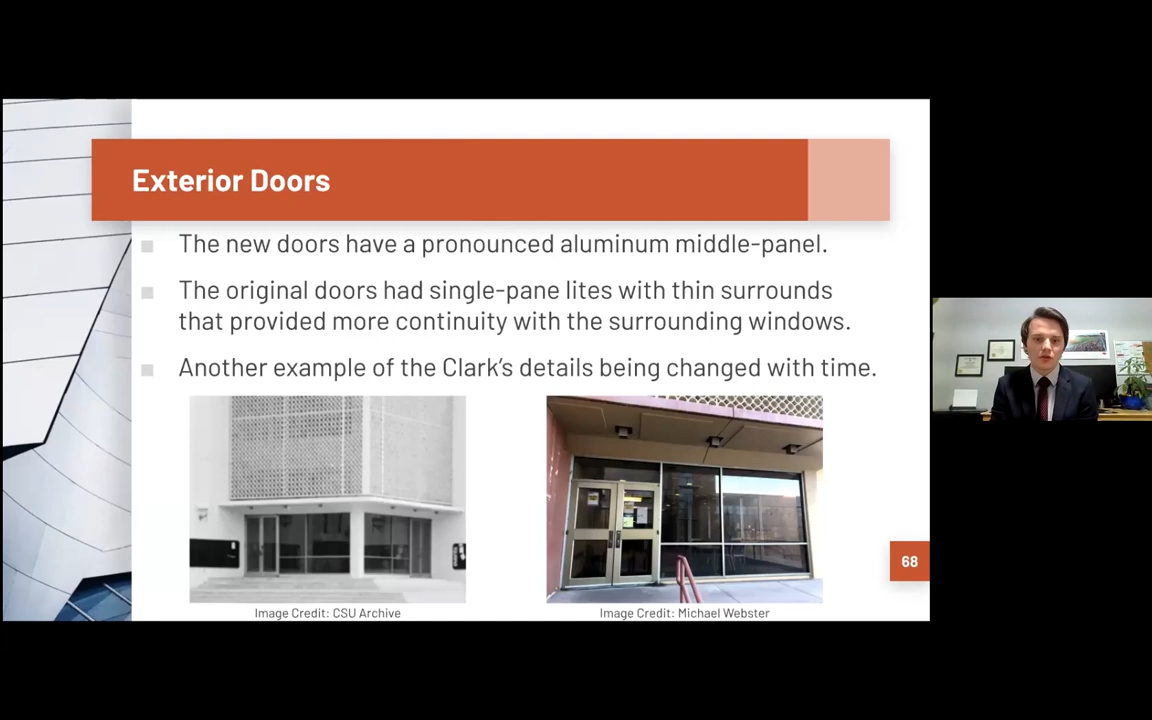 Exterior Doors
The new doors have a pronounced aluminum middle-panel.
The original doors had single-pane lites with thin surrounds
that provided more continuity with the surrounding windows.
Another example of the Clark's details being changed with time.
68
Image Credit: CSU Archive
Image Credit: Michael Webster